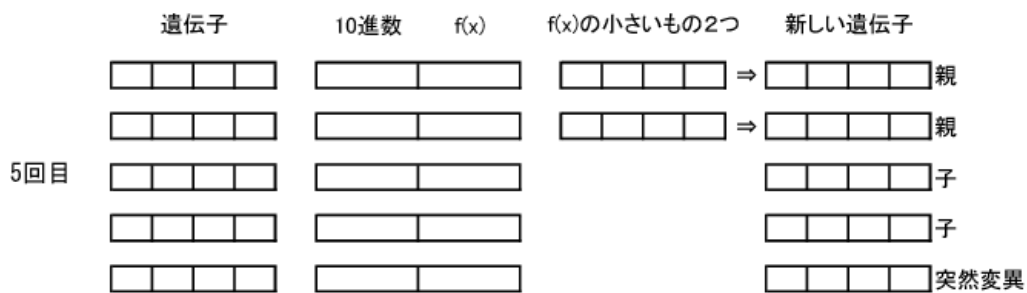 遺伝子 10進数 f(x) f(x)の小さいもの２つ 新しい遺伝子
⇒ 親
⇒ 親
5回目 子
子
突然変異